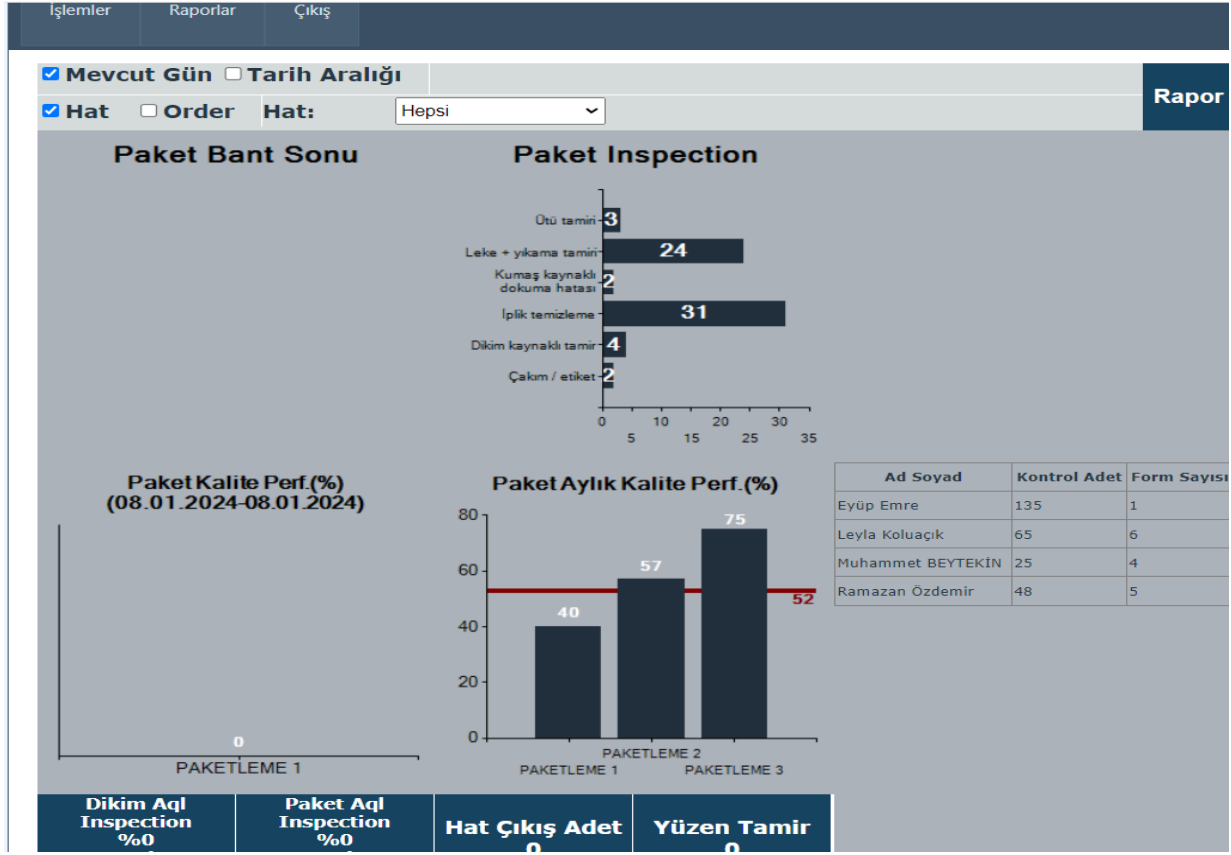 İşlemler Raporlar Çıkış
Mevcut Gün Tarih Aralığı
Rapor
Hat Order Hat: Hepsi
Paket Bant Sonu
Paket Inspection
Ütü tamiri 3
Leke + yıkama tamiri 24
Kumaş kaynaklı
dokuma hatası 2
İplik temizleme 31
Dikim kaynaklı tamir 4
Çakım / etiket 2
0 10 20 30
5 15 25 35
Paket Kalite Perf.(%)
(08.01.2024-08.01.2024)
0
PAKETLEME 1
Paket Aylık Kalite Perf.(%)
80
60
40
20
0
40
57
75
52
PAKETLEME 2
PAKETLEME 1 PAKETLEME 3
Ad Soyad Kontrol Adet Form Sayısı
Eyüp Emre 135 1
Leyla Koluaçık 65 6
Muhammet BEYTEKİN 25 4
Ramazan Özdemir 48 5
Dikim Aql
Inspection
%0
Paket Aql
Inspection
%0
Hat Çıkış Adet
0
Yüzen Tamir
0